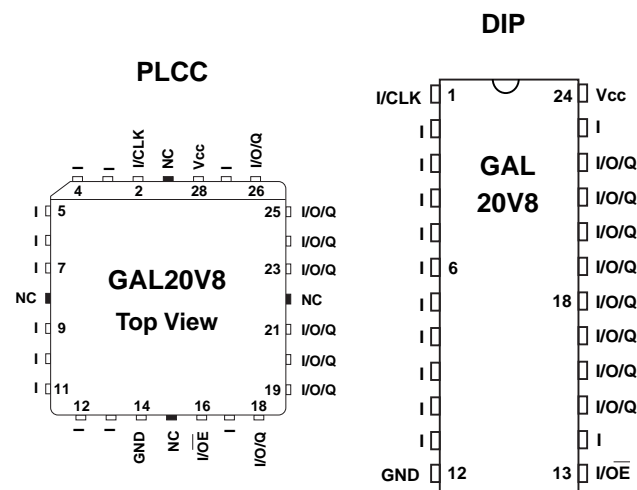 DIP
PLCC
I I I/CLK NC Vcc I I/O/Q
4 2 28 26
I 5 25 I/O/Q
I I/O/Q
I 7 23 I/O/Q
NC NC
I 9 21 I/O/Q
I I/O/Q
I 11 19 I/O/Q
12 14 16 18
I I GND NC I/OE I I/O/Q
GAL20V8
Top View
I/CLK 1 24 Vcc
I I
I I/O/Q
I I/O/Q
I I/O/Q
I 6 I/O/Q
I 18 I/O/Q
I I/O/Q
I I/O/Q
I I/O/Q
I I
GND 12 13 I/OE
GAL
20V8